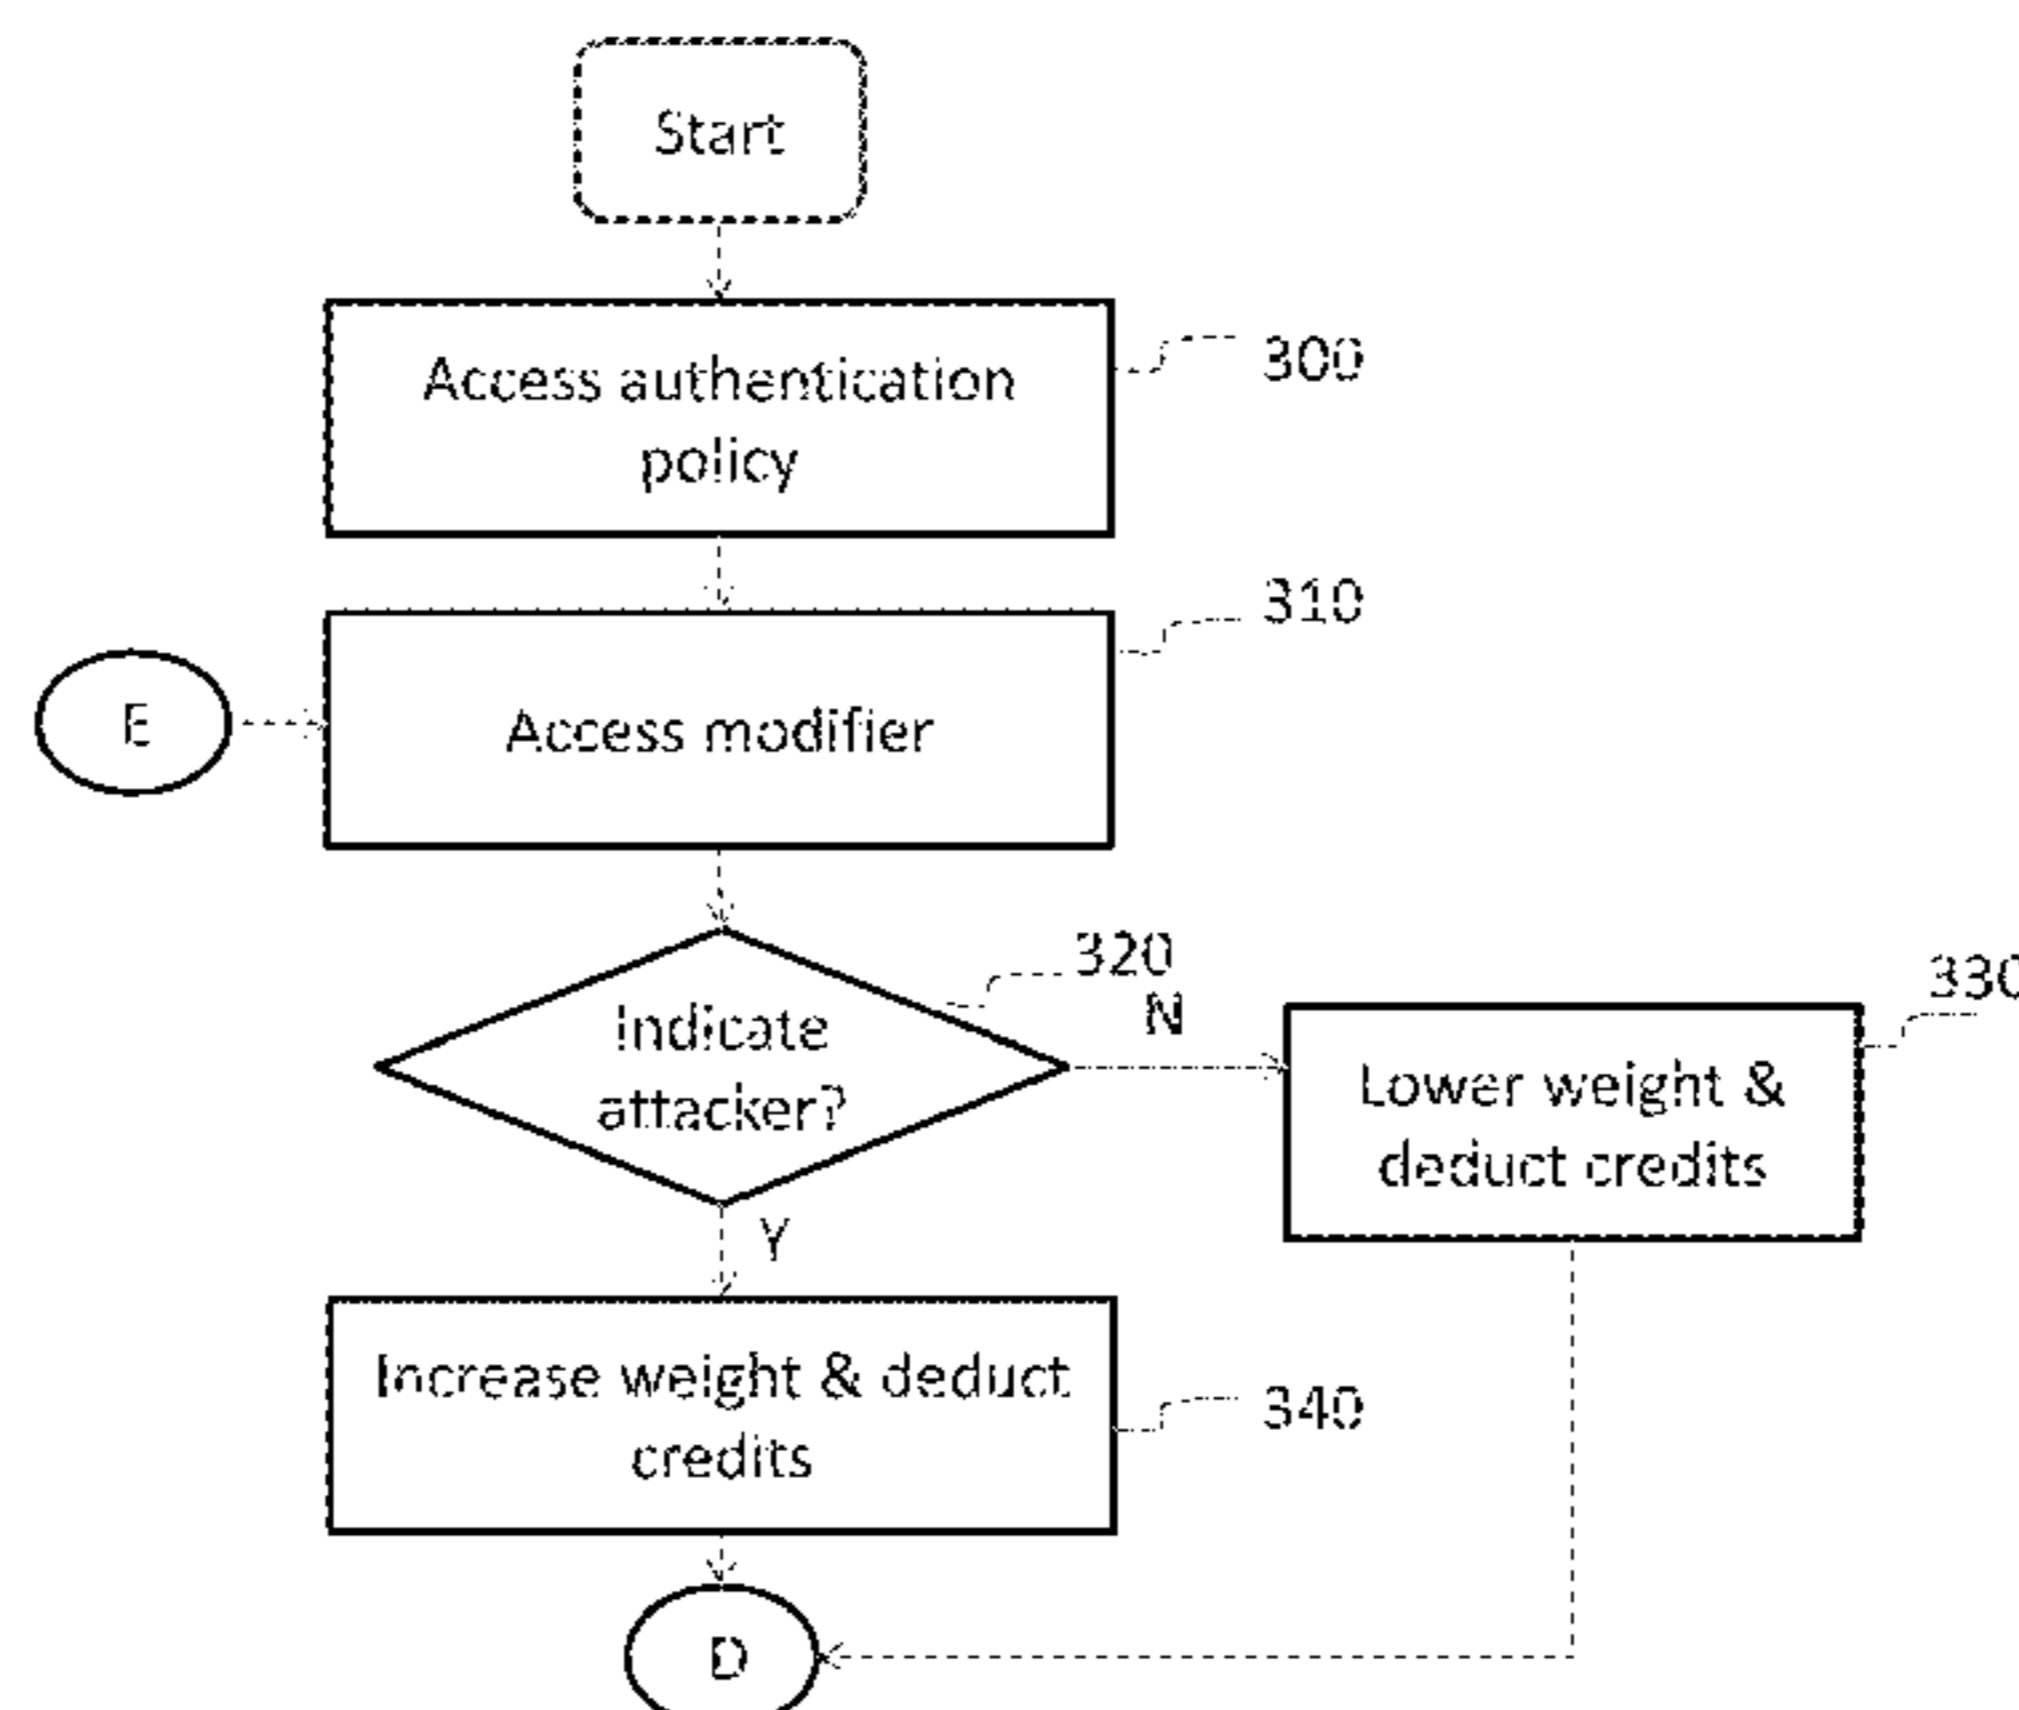 Start
Access authentication
policy
300
310
E
Access modifier
320
N
330
Indicate
attacker?
Lower weight &
deduct credits
Y
Increase weight & deduct
credits
340
D